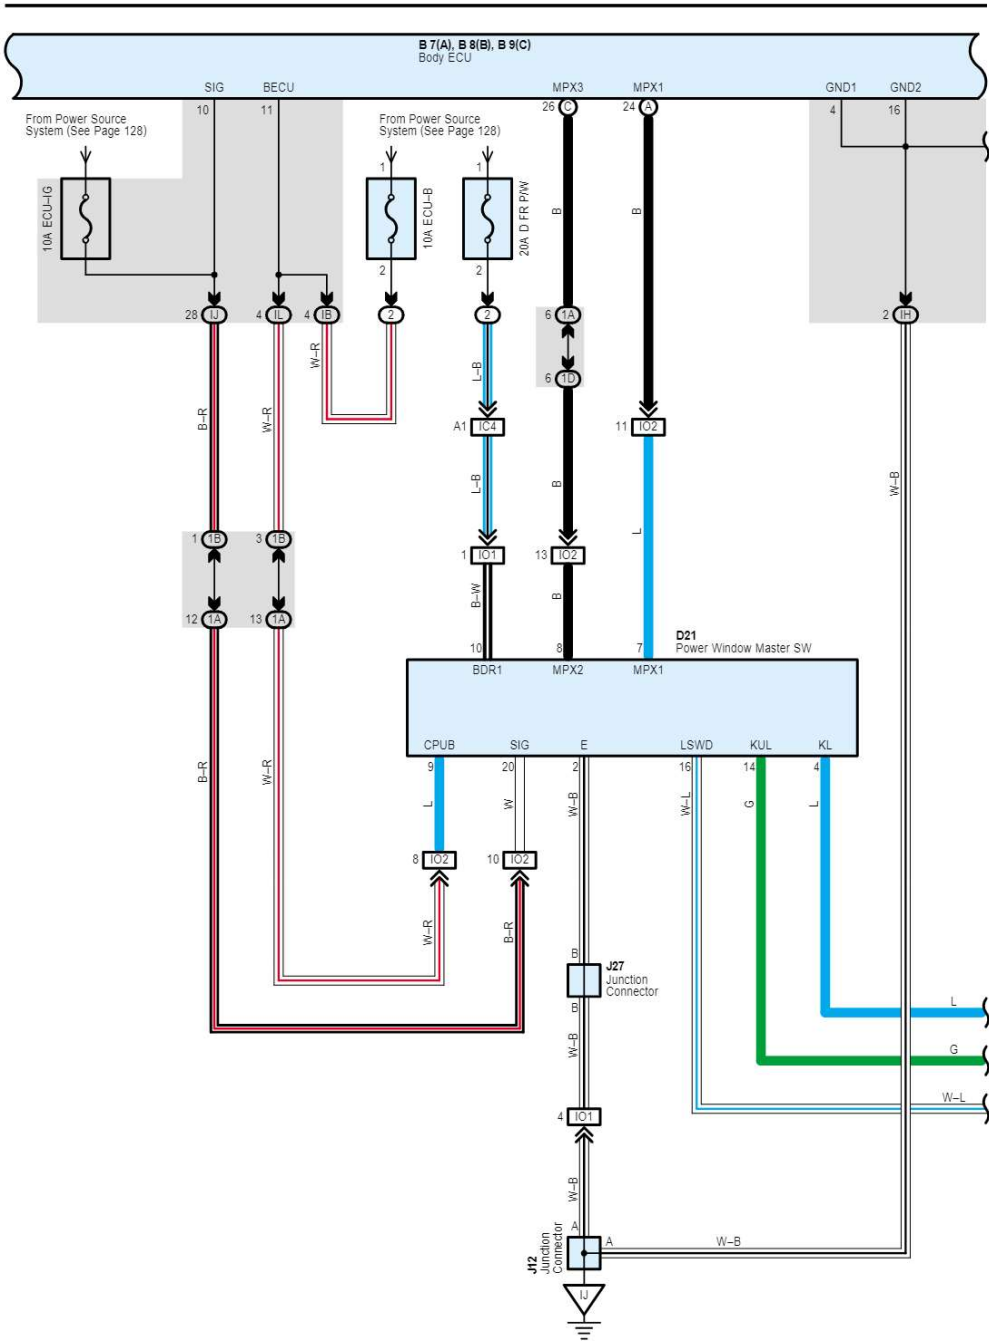 B 7(A), B 8(B), B 9(C)
Body ECU
SIG BECU MPX3 MPX1 GND1 GND2
10 11 26 C 24 A 4 16
From Power Source
System (See Page 128)
From Power Source
System (See Page 128)
1 1
10A ECU–IG
10A ECU–B
20A D FR P/W
B B
2 2
28 IJ 4 IL 4 IB 2 2 6 1A 2 IH
W–R
L–B
6 1D
B–R
W–R
A1 IC4 11 IO2
L–B
B
W–B
L
1 1B 3 1B 1 IO1 13 IO2
B–W
B
12 1A 13 1A
D21
Power Window Master SW
10 8 7
BDR1 MPX2 MPX1
CPUB SIG E LSWD KUL KL
9 20 2 16 14 4
B–R
W–R
L
W
W–B
W–L
G
L
8 IO2 10 IO2
W–R
B–R
B
J27
Junction
Connector
B
L
W–B
G
W–L
4 IO1
W–B
A
A
W–B
J12
Junction
Connector
IJ